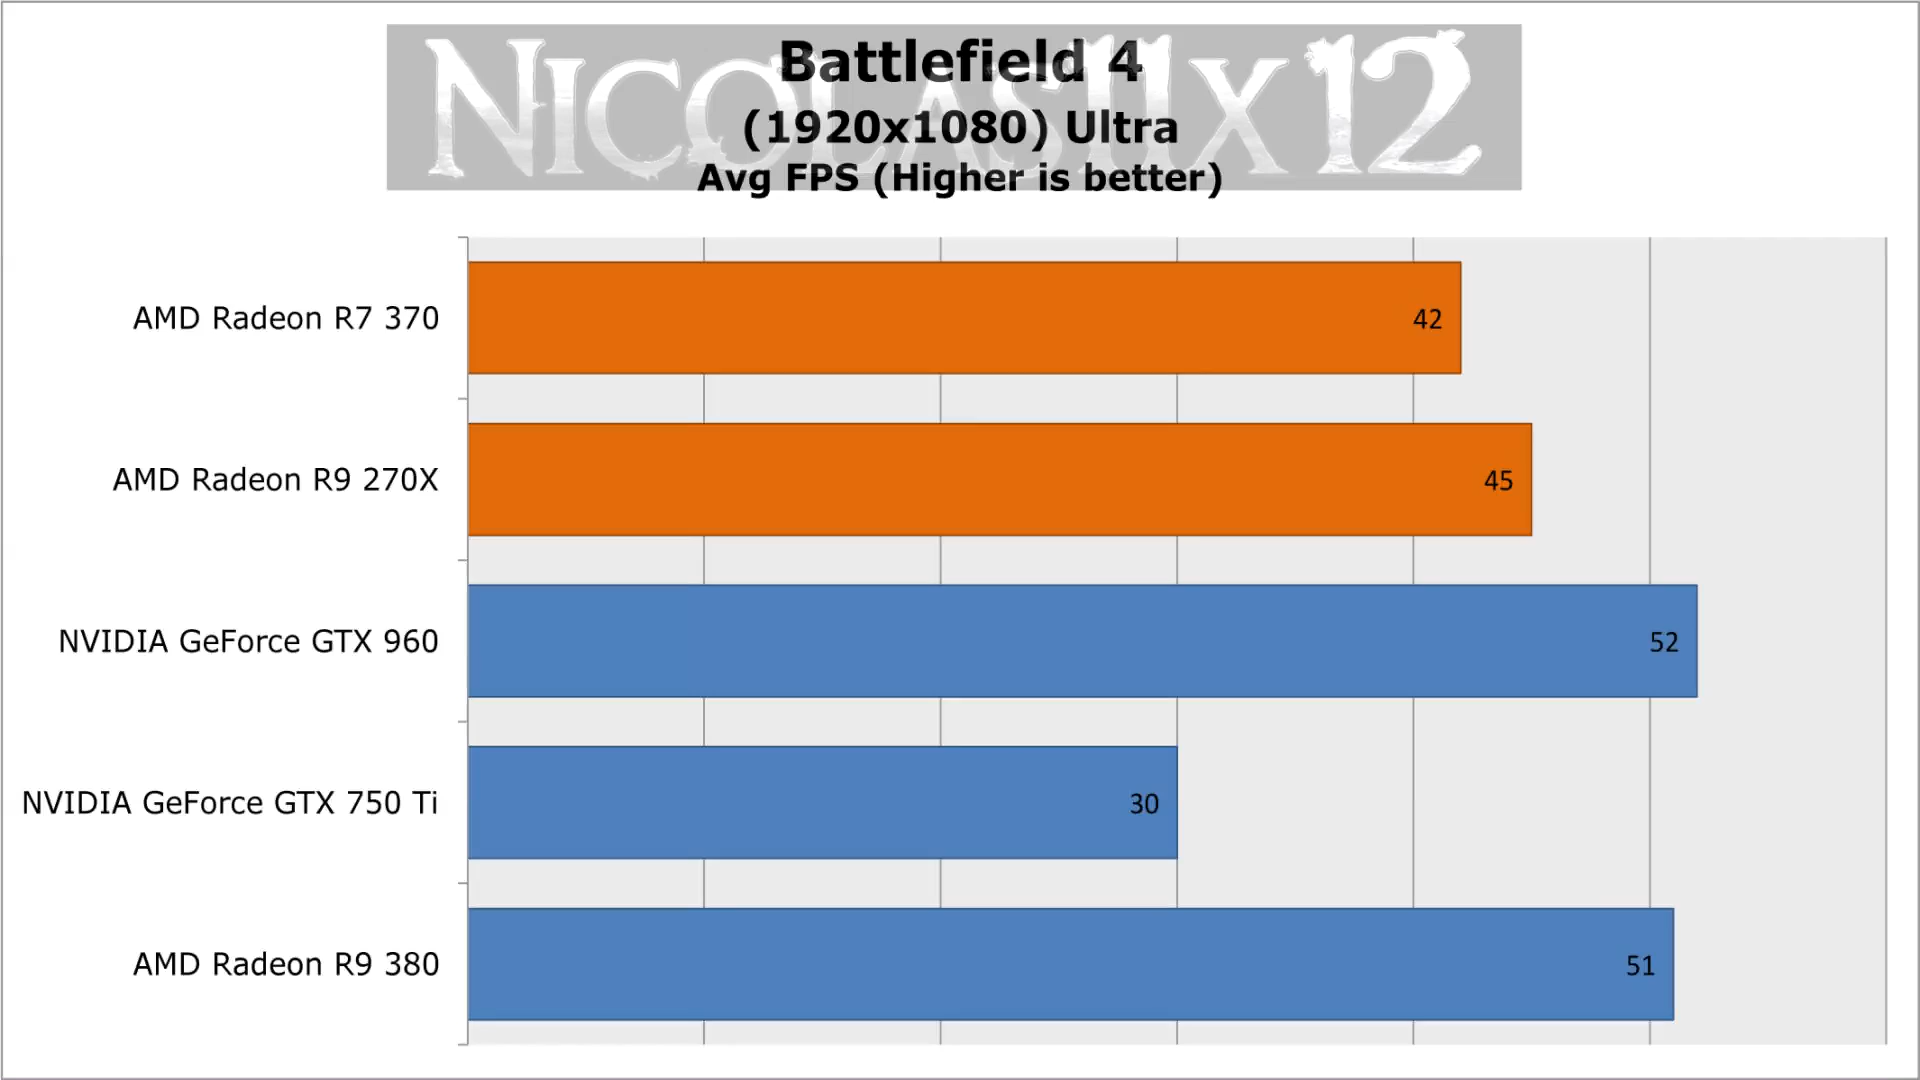 Nicolas11x12
Battlefield 4
(1920x1080) Ultra
Avg FPS (Higher is better)
AMD Radeon R7 370
42
AMD Radeon R9 270X
45
NVIDIA GeForce GTX 960
52
NVIDIA GeForce GTX 750 Ti
30
AMD Radeon R9 380
51